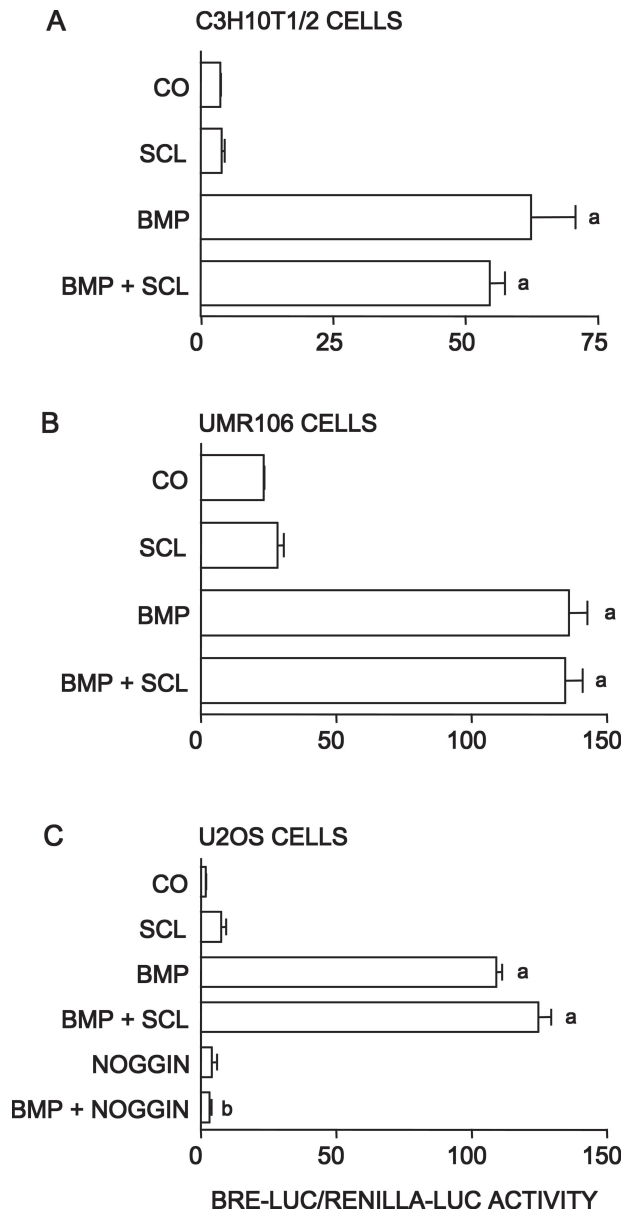 A C3H10T1/2 CELLS
CO
SCL
BMP a
BMP + SCL a
0 25 50 75
B UMR106 CELLS
CO
SCL
BMP a
BMP + SCL a
0 50 100 150
C U2OS CELLS
CO
SCL
BMP a
BMP + SCL a
NOGGIN
BMP + NOGGIN b
0 50 100 150
BRE-LUC/RENILLA-LUC ACTIVITY